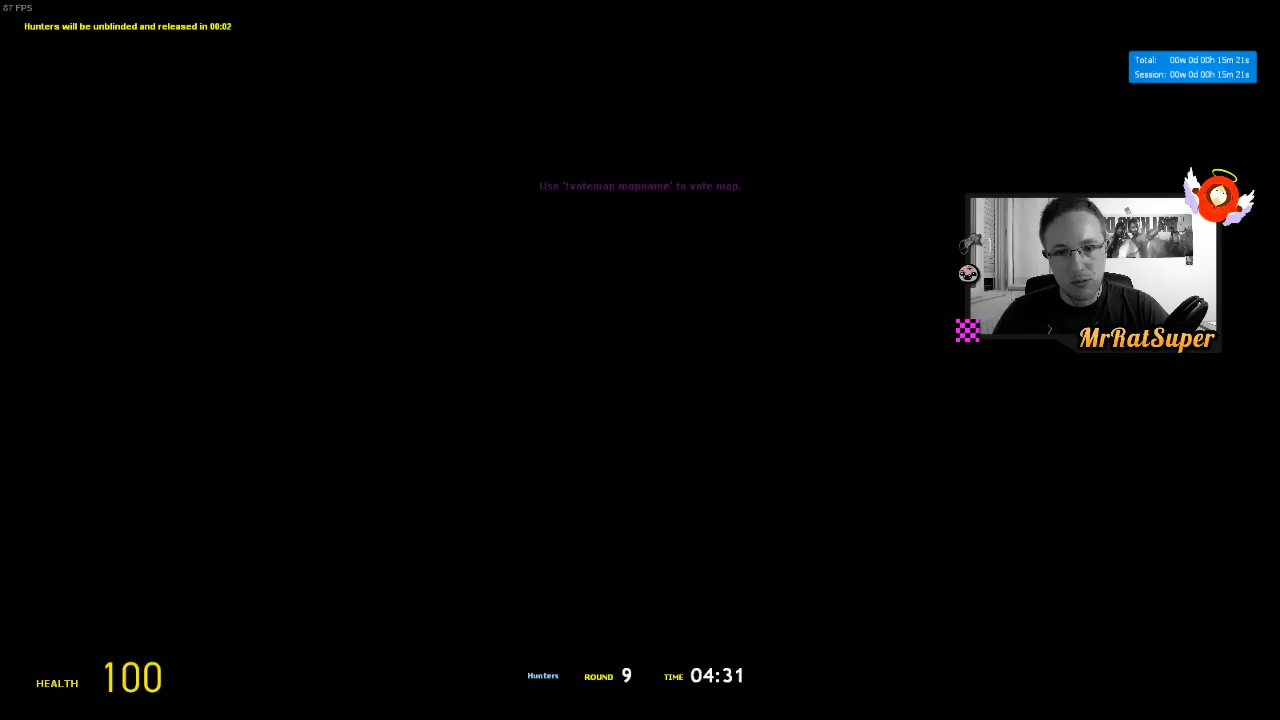 87 FPS
Hunters will be unblinded and released in 00:02
Total: 00w 0d 00h 15m 21s
Session: 00w 0d 00h 15m 21s
Use '!votemap mapname' to vote map.
MrRatSuper
HEALTH 100
Hunters ROUND 9 TIME 04:31